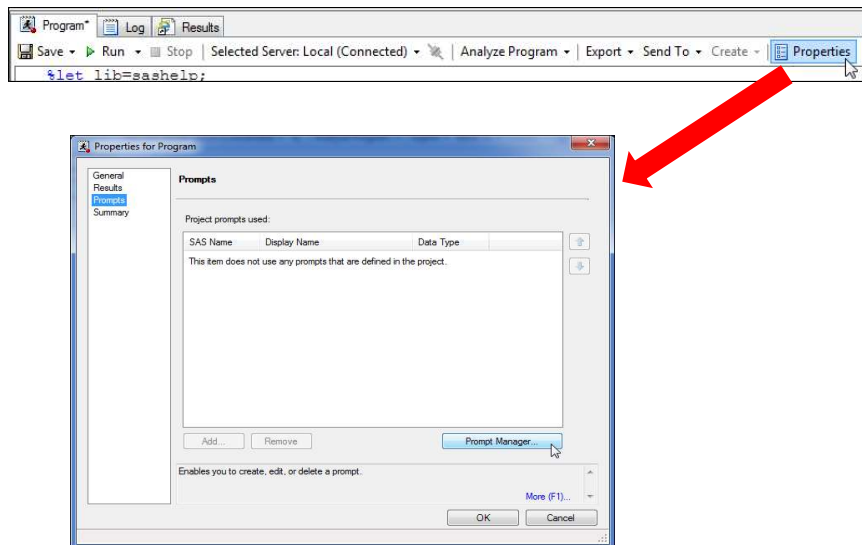 Program* Log Results
Save Run Stop Selected Server: Local (Connected) Analyze Program Export Send To Create Properties
%let lib=sashelp;
Properties for Program
General
Results
Prompts
Summary
Prompts
Project prompts used:
SAS Name Display Name Data Type
This item does not use any prompts that are defined in the project.
Add... Remove Prompt Manager...
Enables you to create, edit, or delete a prompt.
More (F1)...
OK Cancel